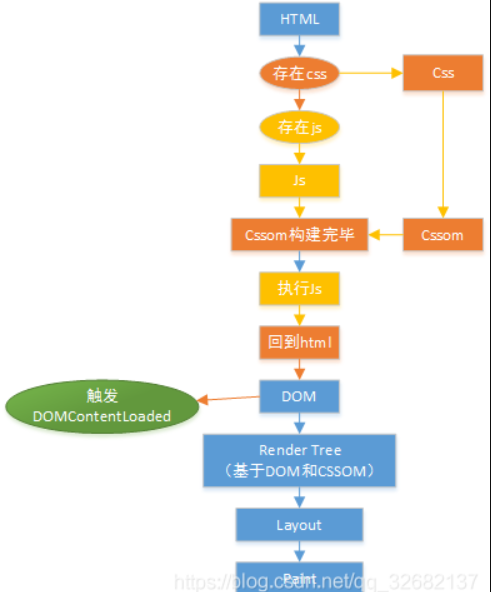 HTML
存在css
Css
存在js
Js
Cssom构建完毕
Cssom
执行Js
回到html
触发
DOMContentLoaded
DOM
Render Tree
（基于DOM和CSSOM）
Layout
Paint
https://blog.csdn.net/qq_32682137